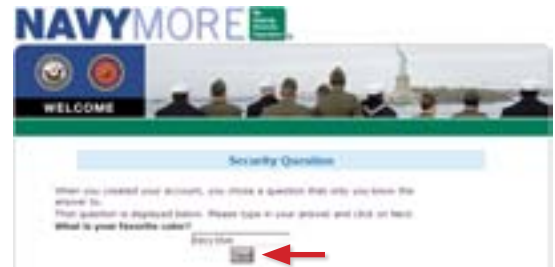 NAVYMORE
WELCOME
Security Question
When you created your account, you chose a question that only you know the
answer to.
That question is displayed below. Please type in your answer and click on Next.
What is your favorite color?